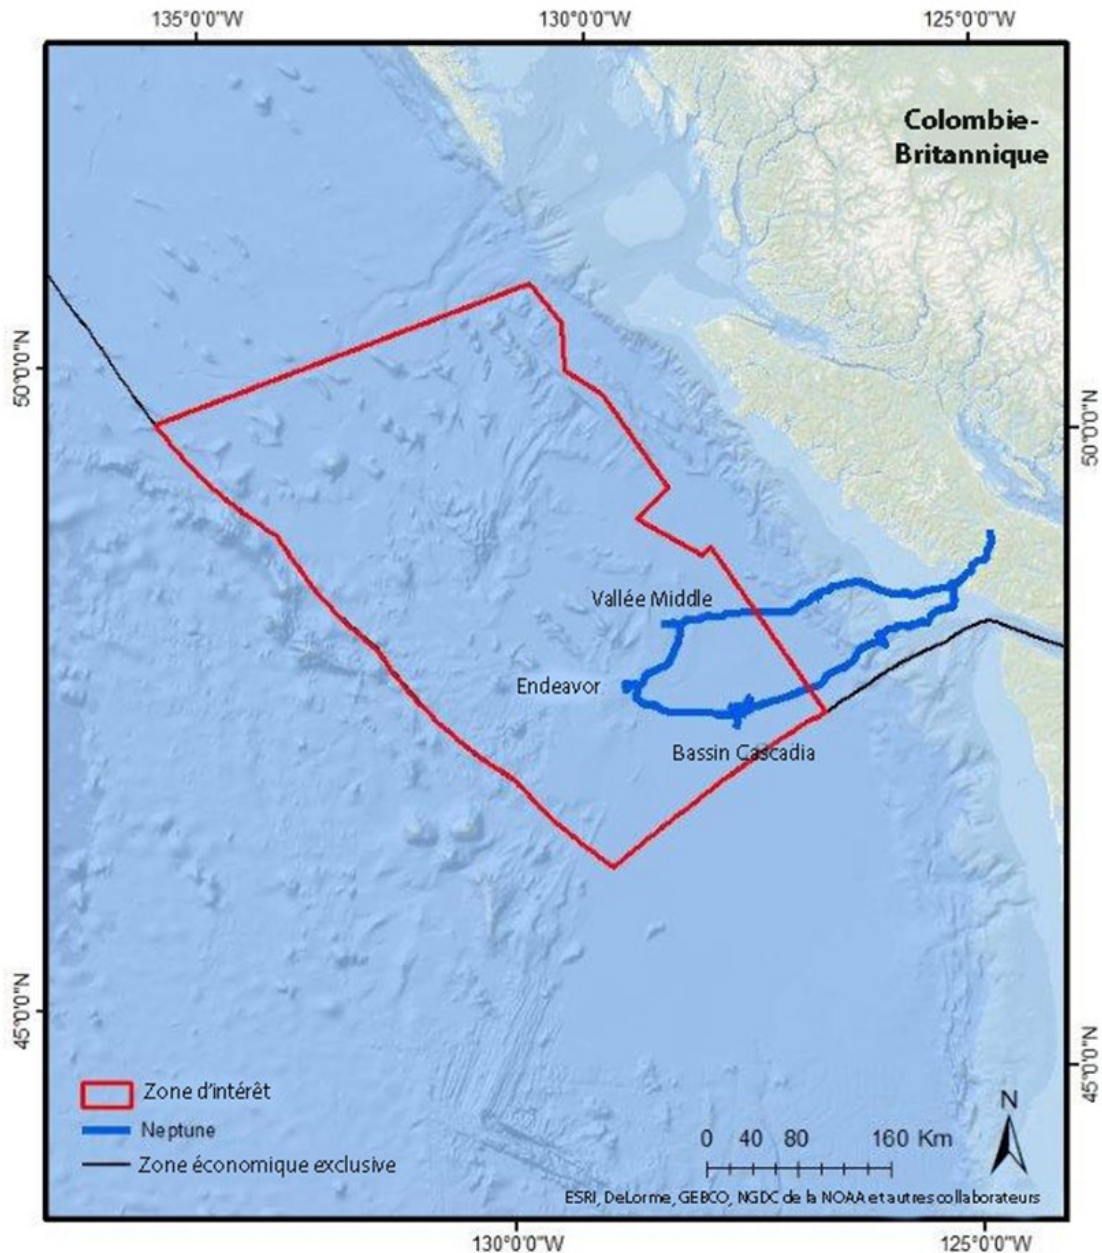 135°0'0"W
130°0'0"W
125°0'0"W
Colombie-
Britannique
50°0'0"N
50°0'0"N
Vallée Middle
Endeavor
Bassin Cascadia
45°0'0"N
45°0'0"N
Zone d'intérêt
Neptune
Zone économique exclusive
N
0 40 80 160 Km
ESRI, DeLorme, GEBCO, NGDC de la NOAA et autres collaborateurs
130°0'0"W
125°0'0"W